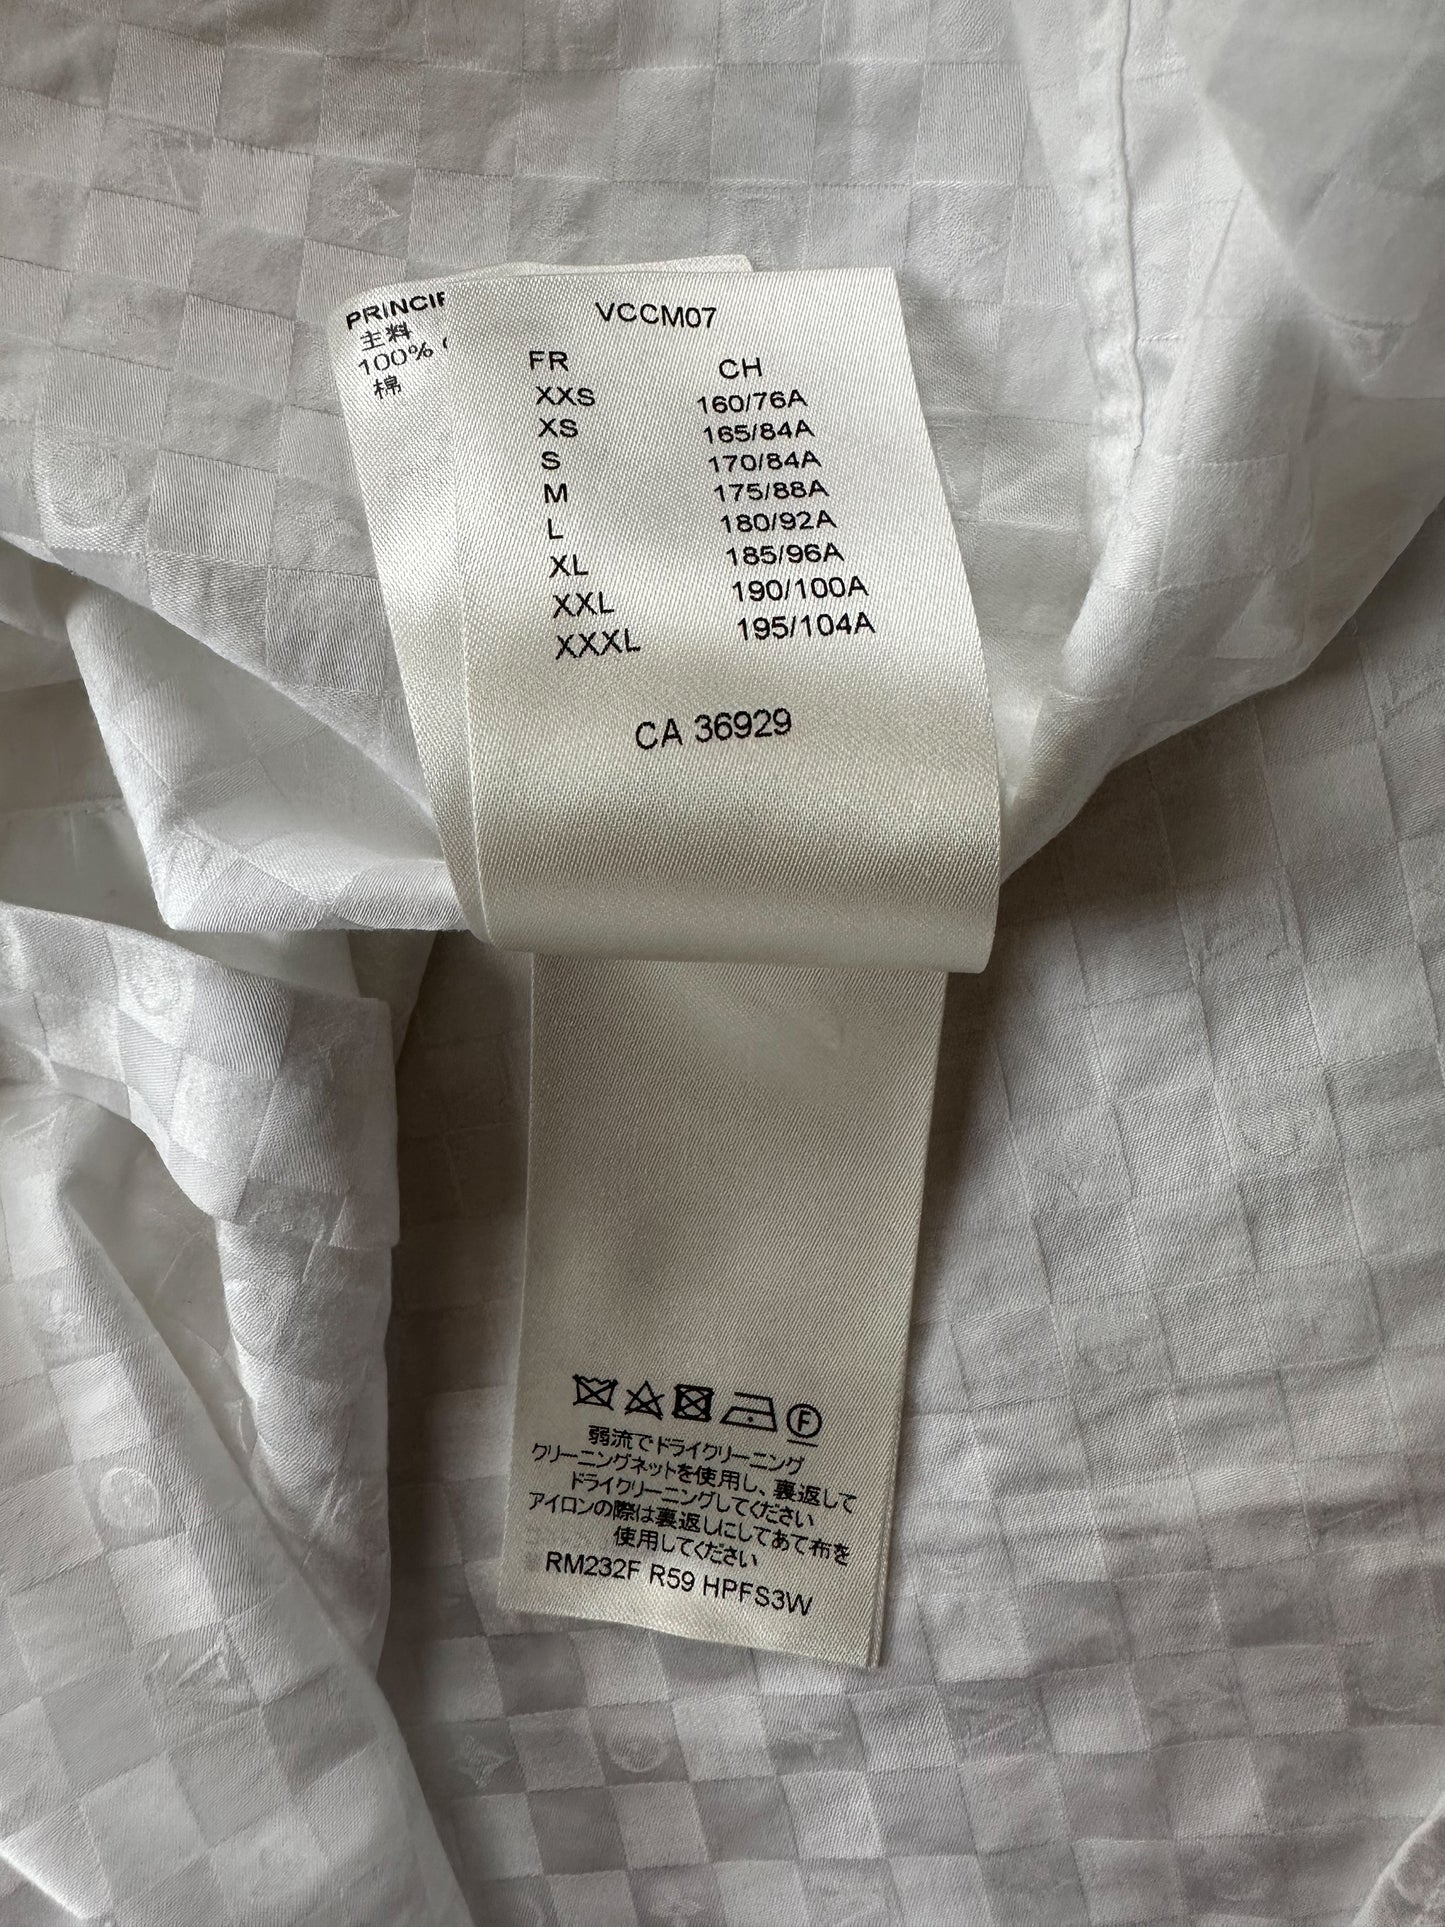 主料
100%
棉
VCCM07
FR CH
XXS 160/76A
XS 165/84A
S 170/84A
M 175/88A
L 180/92A
XL 185/96A
XXL 190/100A
XXXL 195/104A
CA 36929
F
弱流でドライクリーニング
クリーニングネットを使用し、裏返して
ドライクリーニングしてください
アイロンの際は裏返しにしてあて布を
使用してください
RM232F R59 HPFS3W